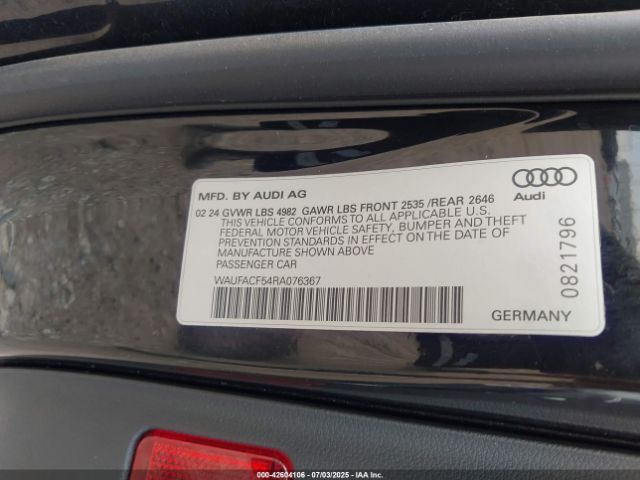 MFD. BY AUDI AG
Audi
02 24 GVWR LBS 4982 GAWR LBS FRONT 2535 /REAR 2646
THIS VEHICLE CONFORMS TO ALL APPLICABLE U.S.
FEDERAL MOTOR VEHICLE SAFETY, BUMPER AND THEFT
PREVENTION STANDARDS IN EFFECT ON THE DATE OF
MANUFACTURE SHOWN ABOVE
PASSENGER CAR
WAUFACF54RA076367
GERMANY
0821796
IAA - 42604106 - 07/03/2025 - IAAI.COM